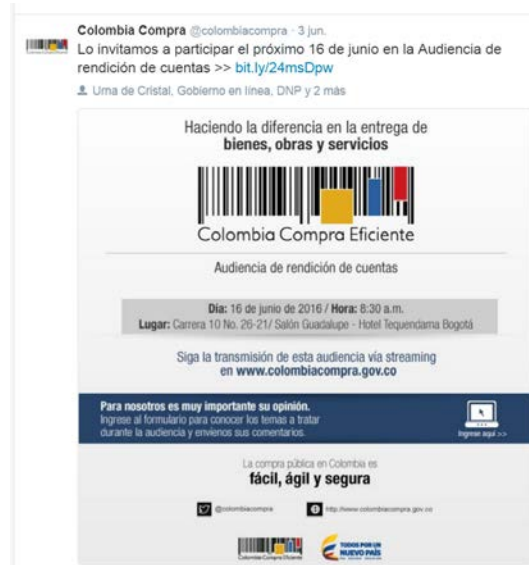 Colombia Compra @colombiacompra · 3 jun.
Lo invitamos a participar el próximo 16 de junio en la Audiencia de
rendición de cuentas >> bit.ly/24msDpw
Urna de Cristal, Gobierno en línea, DNP y 2 más
Haciendo la diferencia en la entrega de
bienes, obras y servicios
Colombia Compra Eficiente
Audiencia de rendición de cuentas
Día: 16 de junio de 2016 / Hora: 8:30 a.m.
Lugar: Carrera 10 No. 26-21/ Salón Guadalupe - Hotel Tequendama Bogotá
Siga la transmisión de esta audiencia vía streaming
en www.colombiacompra.gov.co
Para nosotros es muy importante su opinión.
Ingrese al formulario para conocer los temas a tratar
durante la audiencia y envíenos sus comentarios.
Ingrese aquí >>
La compra pública en Colombia es
fácil, ágil y segura
@colombiacompra
http://www.colombiacompra.gov.co
Colombia Compra Eficiente
TODOS POR UN
NUEVO PAÍS